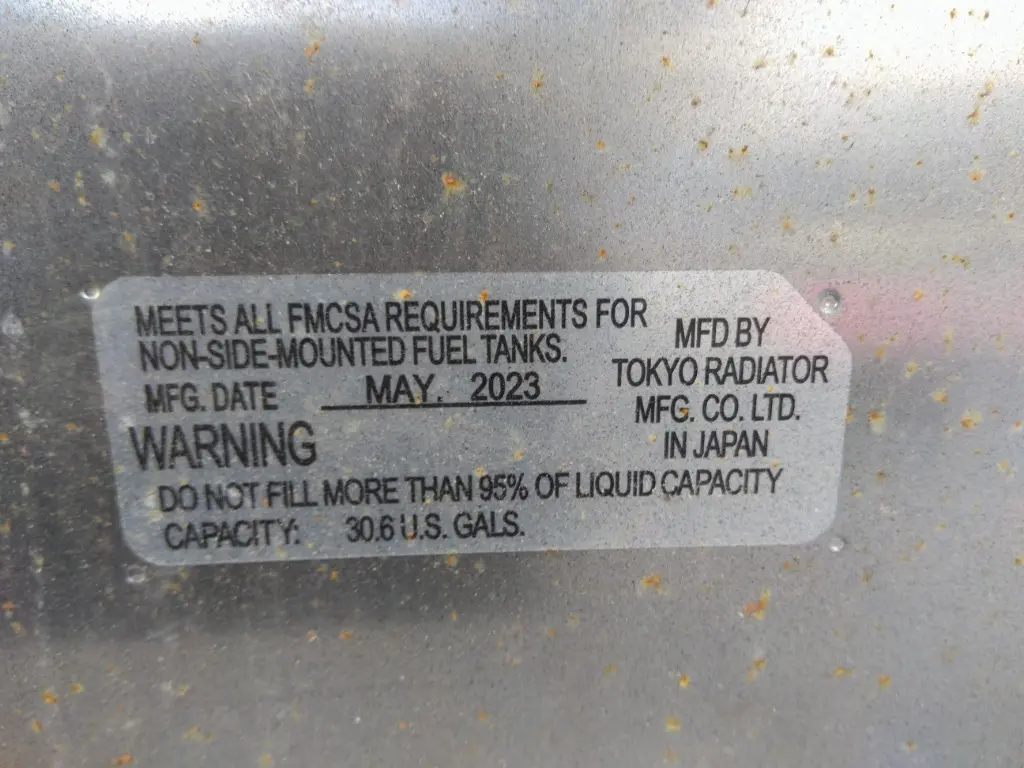 MEETS ALL FMCSA REQUIREMENTS FOR
NON-SIDE-MOUNTED FUEL TANKS.
MFG. DATE MAY. 2023
MFD BY
TOKYO RADIATOR
MFG. CO. LTD.
IN JAPAN
WARNING
DO NOT FILL MORE THAN 95% OF LIQUID CAPACITY
CAPACITY: 30.6 U.S. GALS.